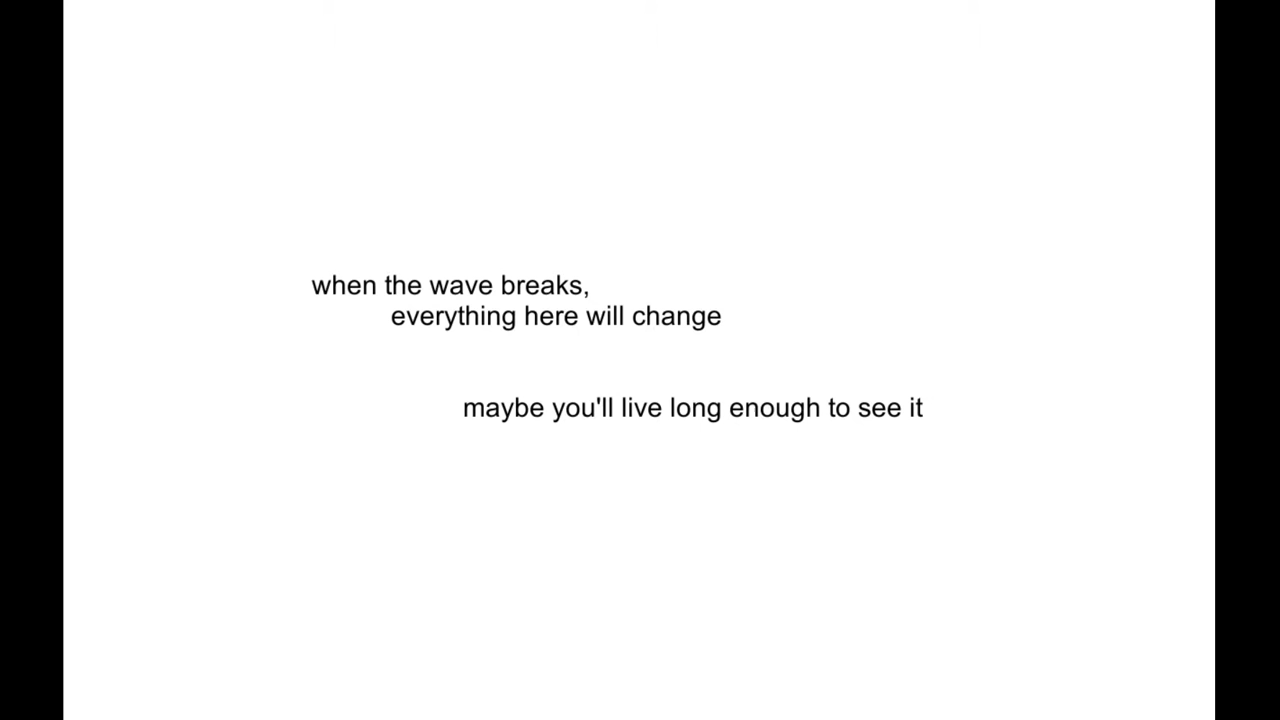 when the wave breaks,
everything here will change
maybe you'll live long enough to see it